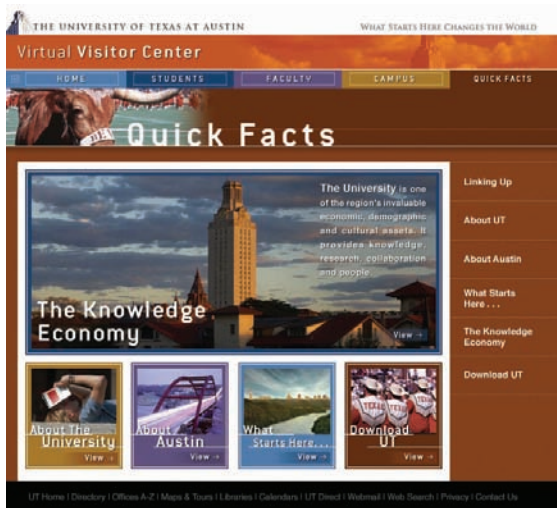 THE UNIVERSITY OF TEXAS AT AUSTIN
WHAT STARTS HERE CHANGES THE WORLD
Virtual Visitor Center
HOME
STUDENTS
FACULTY
CAMPUS
QUICK FACTS
Quick Facts
The University is one
of the region's invaluable
economic, demographic
and cultural assets. It
provides knowledge,
research, collaboration
and people.
The Knowledge
Economy
View →
Linking Up
About UT
About Austin
What Starts
Here . . .
The Knowledge
Economy
Download UT
About The
University
View →
About
Austin
View →
What
Starts Here...
View →
Download
UT
View →
TEXAS
UT Home | Directory | Offices A-Z | Maps & Tours | Libraries | Calendars | UT Direct | Webmail | Web Search | Privacy | Contact Us